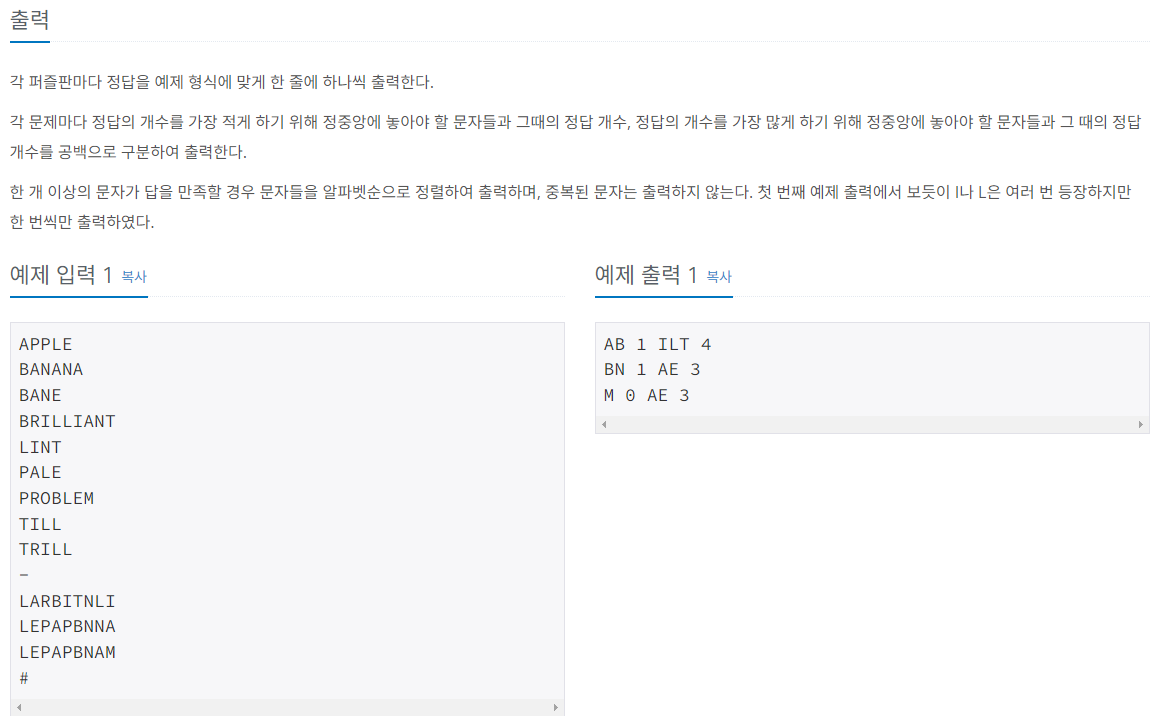 출력
각 퍼즐판마다 정답을 예제 형식에 맞게 한 줄에 하나씩 출력한다.
각 문제마다 정답의 개수를 가장 적게 하기 위해 정중앙에 놓아야 할 문자들과 그때의 정답 개수, 정답의 개수를 가장 많게 하기 위해 정중앙에 놓아야 할 문자들과 그 때의 정답
개수를 공백으로 구분하여 출력한다.
한 개 이상의 문자가 답을 만족할 경우 문자들을 알파벳순으로 정렬하여 출력하며, 중복된 문자는 출력하지 않는다. 첫 번째 예제 출력에서 보듯이 I나 L은 여러 번 등장하지만
한 번씩만 출력하였다.
예제 입력 1 복사
APPLE
BANANA
BANE
BRILLIANT
LINT
PALE
PROBLEM
TILL
TRILL
-
LARBITNLI
LEPAPBNNA
LEPAPBNAM
#
예제 출력 1 복사
AB 1 ILT 4
BN 1 AE 3
M 0 AE 3